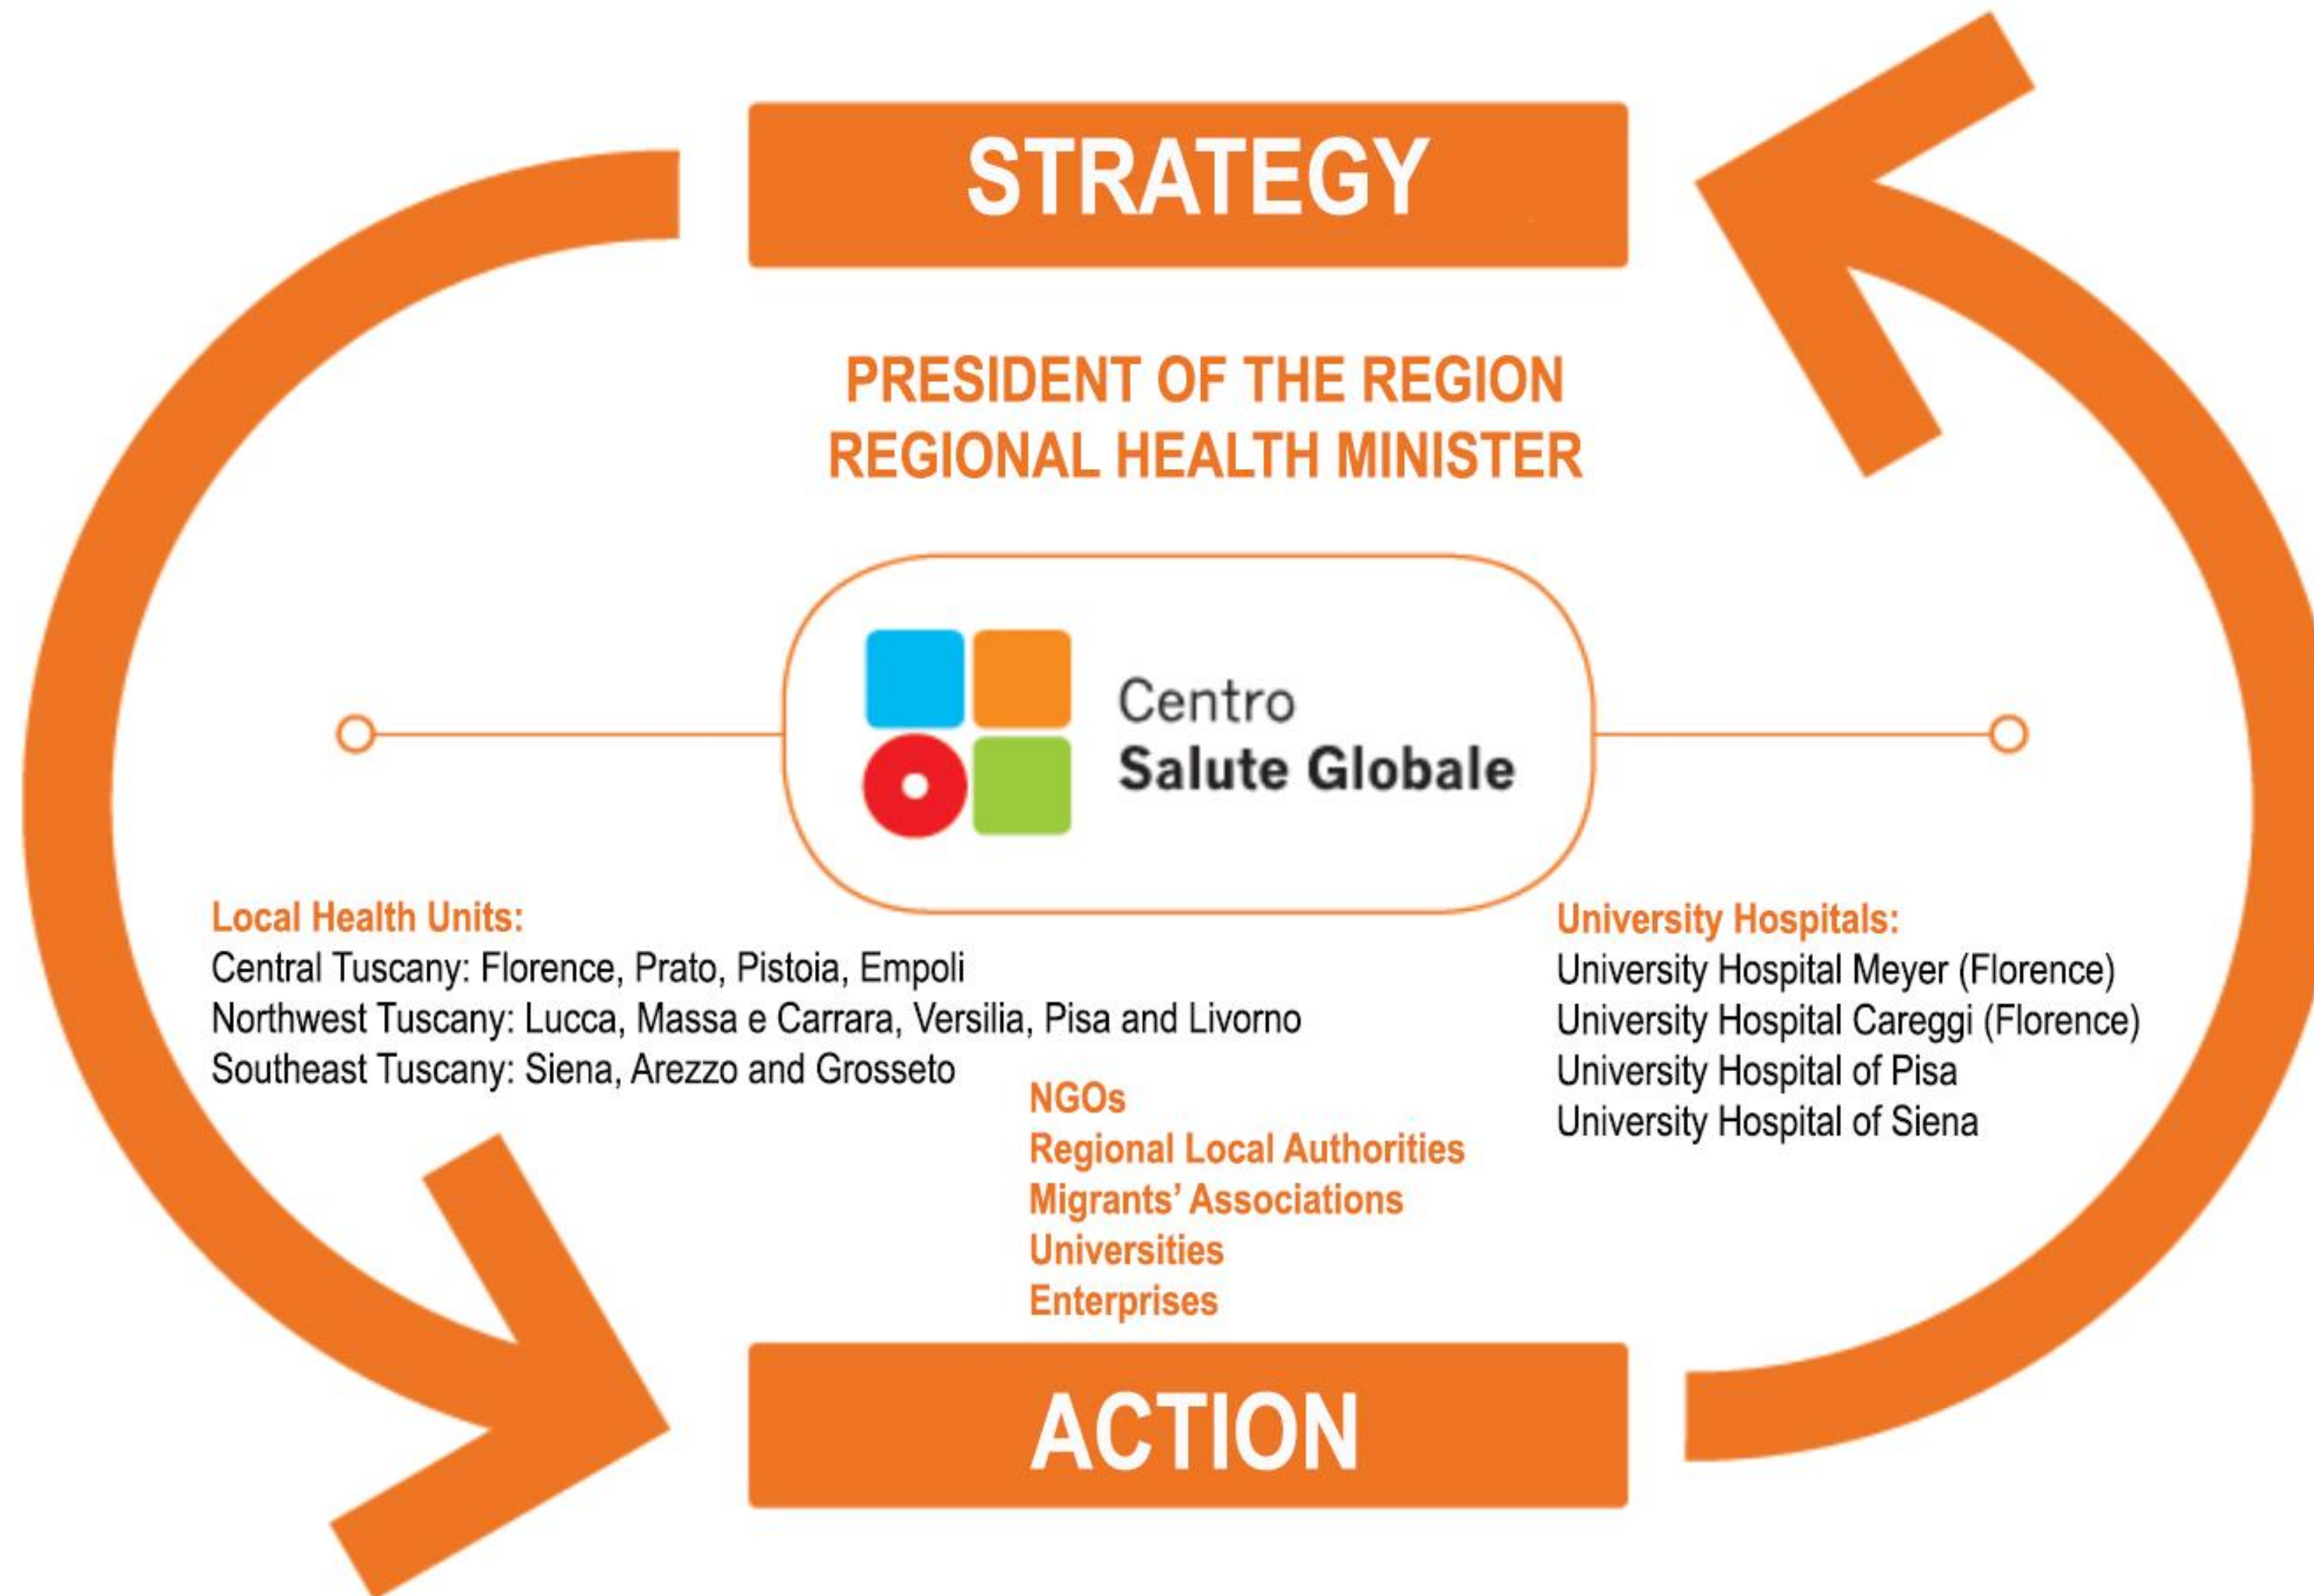 STRATEGY
PRESIDENT OF THE REGION
REGIONAL HEALTH MINISTER
Centro
Salute Globale
Local Health Units:
Central Tuscany: Florence, Prato, Pistoia, Empoli
Northwest Tuscany: Lucca, Massa e Carrara, Versilia, Pisa and Livorno
Southeast Tuscany: Siena, Arezzo and Grosseto
University Hospitals:
University Hospital Meyer (Florence)
University Hospital Careggi (Florence)
University Hospital of Pisa
University Hospital of Siena
NGOs
Regional Local Authorities
Migrants’ Associations
Universities
Enterprises
ACTION